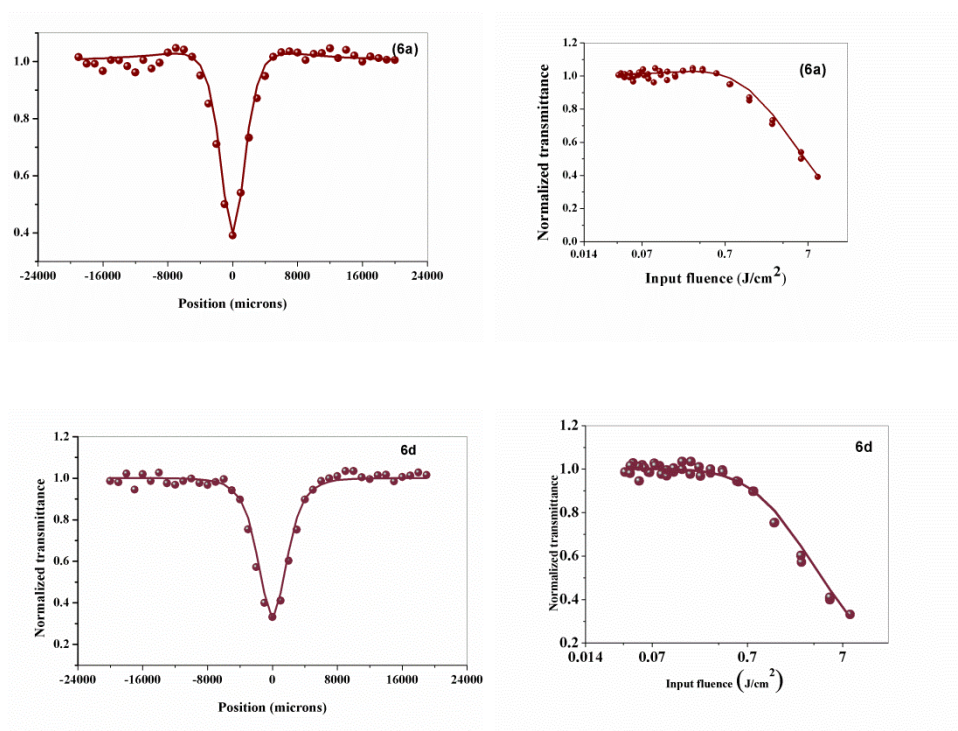 (6a)
1.0
0.8
0.6
0.4
-24000 -16000 -8000 0 8000 16000 24000
Position (microns)
(6a)
Normalized transmittance
1.2
1.0
0.8
0.6
0.4
0.2
0.0
0.014 0.07 0.7 7
Input fluence (J/cm2)
6d
Normalized transmittance
1.2
1.0
0.8
0.6
0.4
0.2
-24000 -16000 -8000 0 8000 16000 24000
Position (microns)
6d
Normalized transmittance
1.2
1.0
0.8
0.6
0.4
0.2
0.014 0.07 0.7 7
Input fluence (J/cm2)